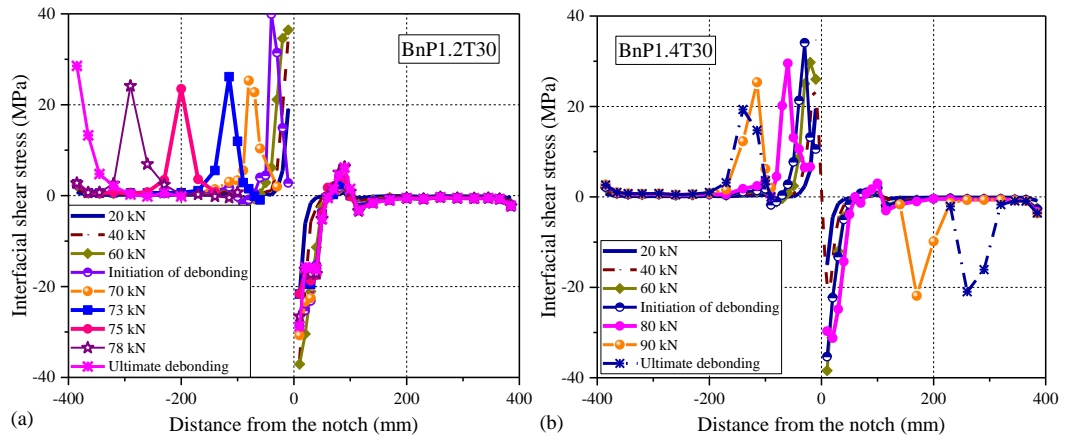 BnP1.2T30
Interfacial shear stress (MPa)
40
20
0
-20
-40
20 kN
40 kN
60 kN
Initiation of debonding
70 kN
73 kN
75 kN
78 kN
Ultimate debonding
-400 -200 0 200 400
Distance from the notch (mm)
(a)
BnP1.4T30
Interfacial shear stress (MPa)
40
20
0
-20
-40
20 kN
40 kN
60 kN
Initiation of debonding
80 kN
90 kN
Ultimate debonding
-400 -200 0 200 400
Distance from the notch (mm)
(b)